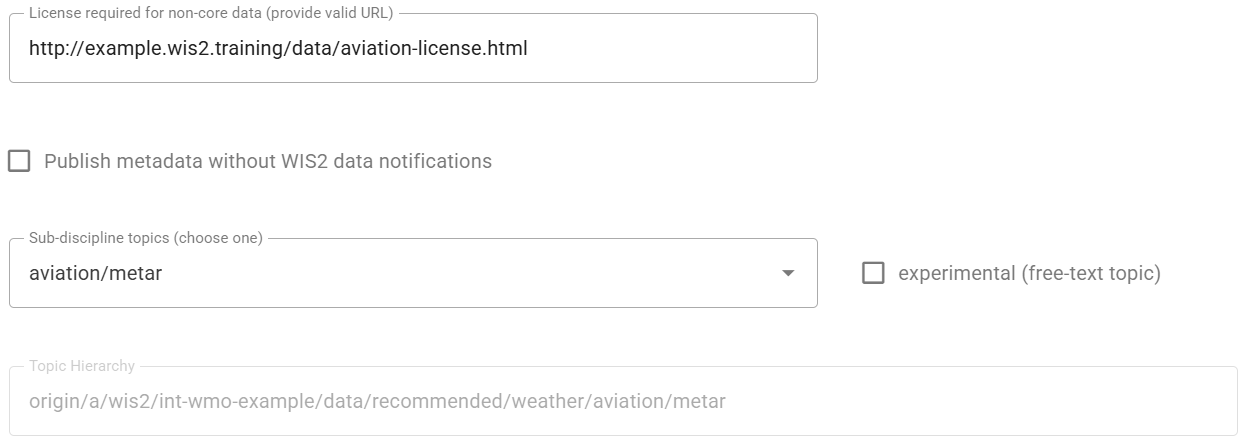 License required for non-core data (provide valid URL)
http://example.wis2.training/data/aviation-license.html
Publish metadata without WIS2 data notifications
Sub-discipline topics (choose one)
aviation/metar
experimental (free-text topic)
Topic Hierarchy
origin/a/wis2/int-wmo-example/data/recommended/weather/aviation/metar